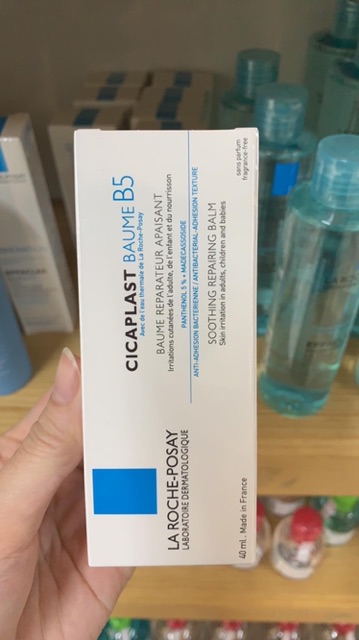 CICAPLAST BAUME B5
Avec de l'eau thermale de La Roche-Posay
BAUME REPARATEUR APAISANT
Irritations cutanées de l'adulte, de l'enfant et du nourrisson
PANTHENOL 5 % + MADECASSOSIDE
ANTI-ADHESION BACTERIENNE / ANTIBACTERIAL-ADHESION TEXTURE
SOOTHING REPAIRING BALM
Skin irritation in adults, children and babies
sans parfum
fragrance-free
LA ROCHE-POSAY
LABORATOIRE DERMATOLOGIQUE
40 ml. Made in France